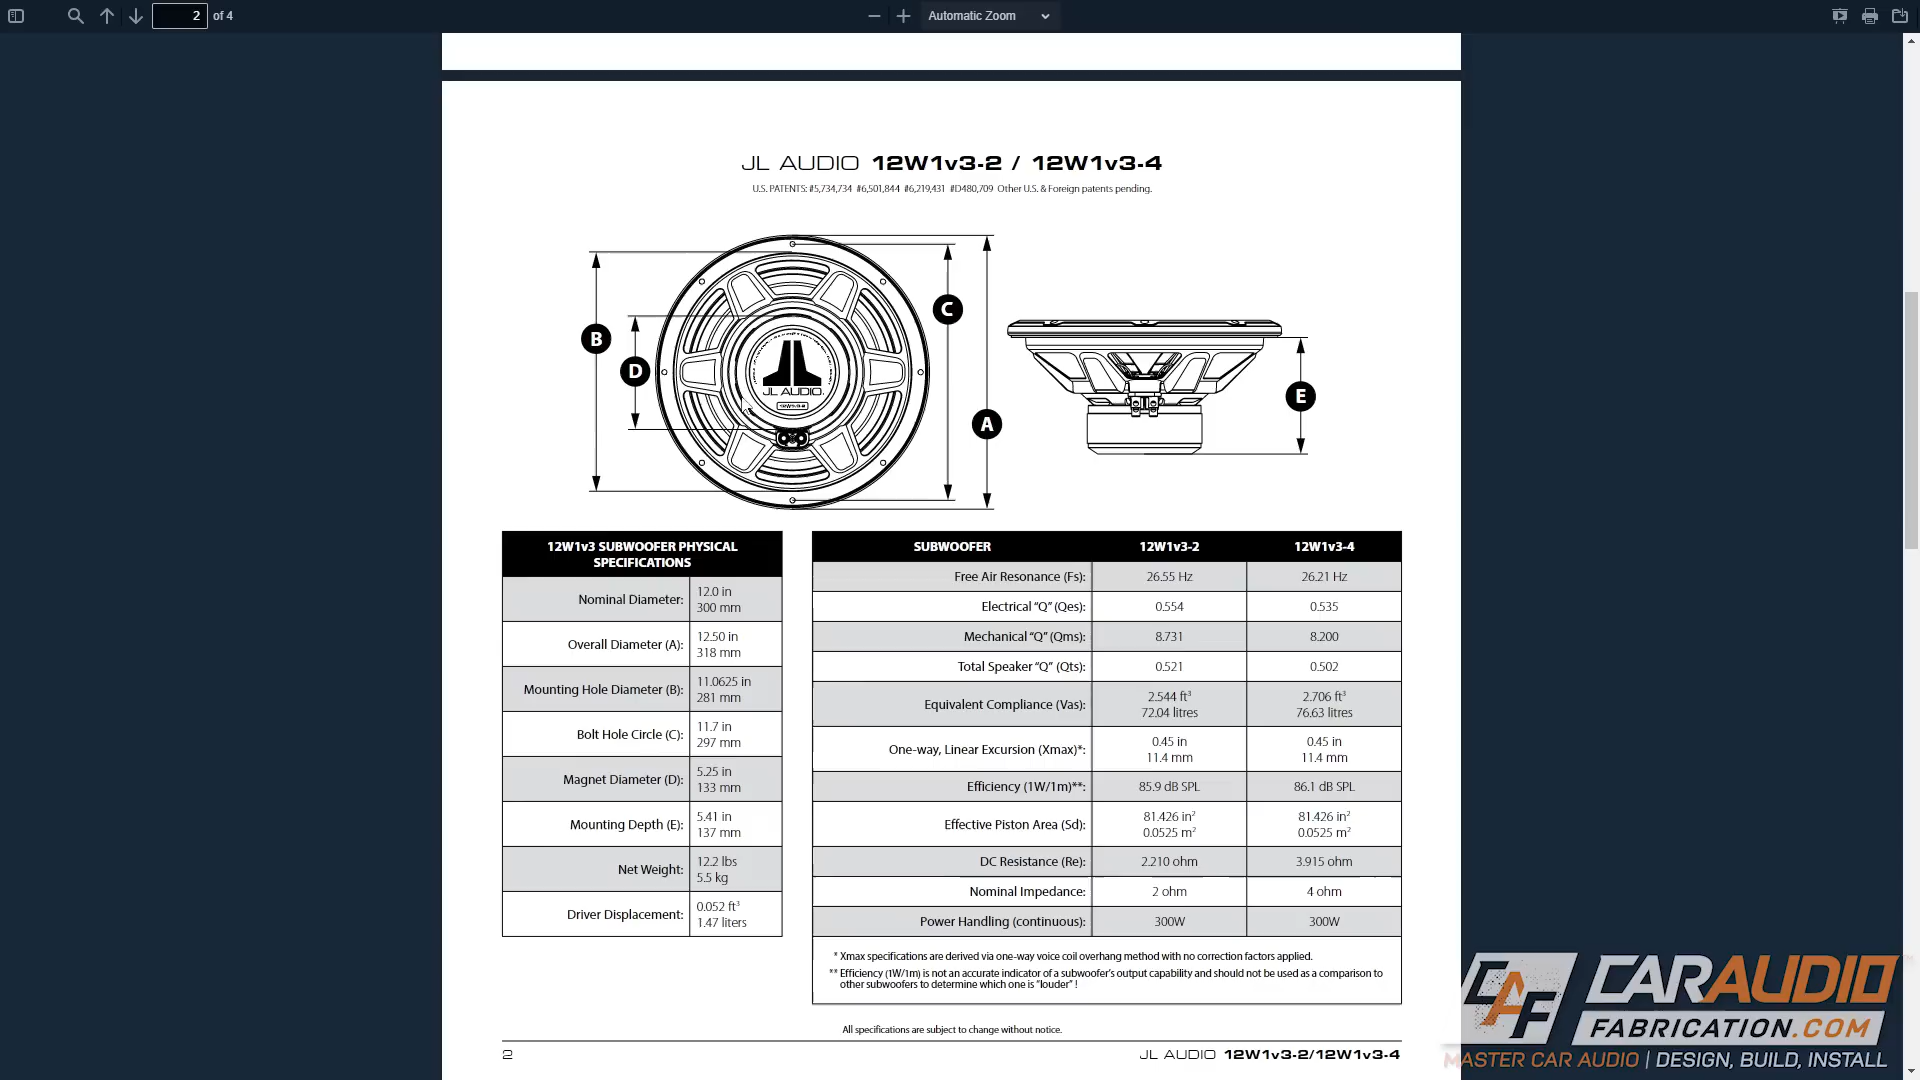 2 of 4
Automatic Zoom
JL AUDIO 12W1v3-2 / 12W1v3-4
U.S. PATENTS: #5,734,734 #6,501,844 #6,219,431 #D480,709 Other U.S. & Foreign patents pending.
B
D
C
A
E
JL AUDIO
12W1v3-2
12W1v3 SUBWOOFER PHYSICAL
SPECIFICATIONS
Nominal Diameter: 12.0 in
300 mm
Overall Diameter (A): 12.50 in
318 mm
Mounting Hole Diameter (B): 11.0625 in
281 mm
Bolt Hole Circle (C): 11.7 in
297 mm
Magnet Diameter (D): 5.25 in
133 mm
Mounting Depth (E): 5.41 in
137 mm
Net Weight: 12.2 lbs
5.5 kg
Driver Displacement: 0.052 ft³
1.47 liters
SUBWOOFER 12W1v3-2 12W1v3-4
Free Air Resonance (Fs): 26.55 Hz 26.21 Hz
Electrical “Q” (Qes): 0.554 0.535
Mechanical “Q” (Qms): 8.731 8.200
Total Speaker “Q” (Qts): 0.521 0.502
Equivalent Compliance (Vas): 2.544 ft³ 2.706 ft³
72.04 litres 76.63 litres
One-way, Linear Excursion (Xmax)*: 0.45 in 0.45 in
11.4 mm 11.4 mm
Efficiency (1W/1m)**: 85.9 dB SPL 86.1 dB SPL
Effective Piston Area (Sd): 81.426 in² 81.426 in²
0.0525 m² 0.0525 m²
DC Resistance (Re): 2.210 ohm 3.915 ohm
Nominal Impedance: 2 ohm 4 ohm
Power Handling (continuous): 300W 300W
* Xmax specifications are derived via one-way voice coil overhang method with no correction factors applied.
** Efficiency (1W/1m) is not an accurate indicator of a subwoofer’s output capability and should not be used as a comparison to
other subwoofers to determine which one is “louder” !
All specifications are subject to change without notice.
2 JL AUDIO 12W1v3-2/12W1v3-4
CAF
CARAUDIO
FABRICATION.COM
MASTER CAR AUDIO | DESIGN, BUILD, INSTALL